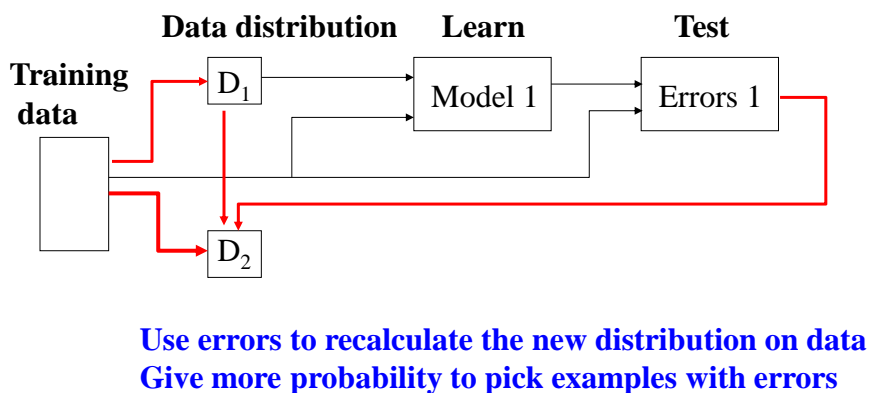 Data distribution Learn Test
Training
data
D₁
Model 1
Errors 1
D₂
Use errors to recalculate the new distribution on data
Give more probability to pick examples with errors